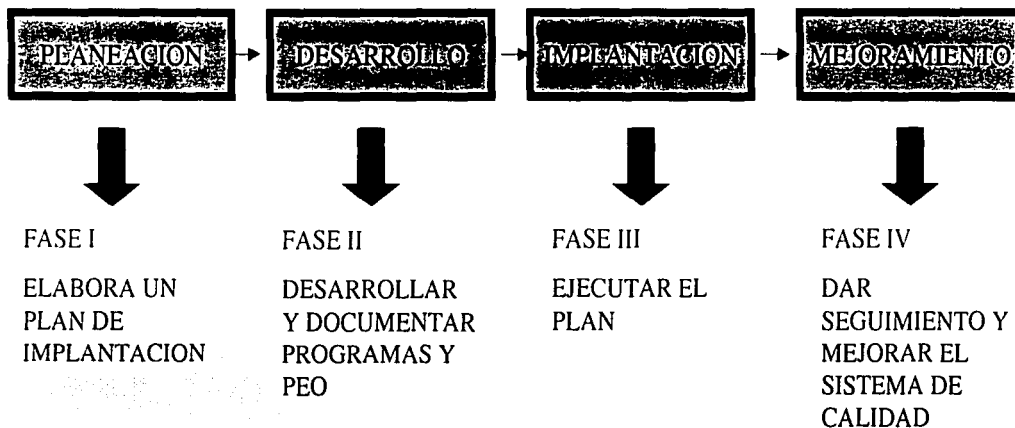 PLANEACION
DESARROLLO
IMPLANTACIÓN
MEJORAMIENTO
FASE I
ELABORA UN
PLAN DE
IMPLANTACION
FASE II
DESARROLLAR
Y DOCUMENTAR
PROGRAMAS Y
PEO
FASE III
EJECUTAR EL
PLAN
FASE IV
DAR
SEGUIMIENTO Y
MEJORAR EL
SISTEMA DE
CALIDAD